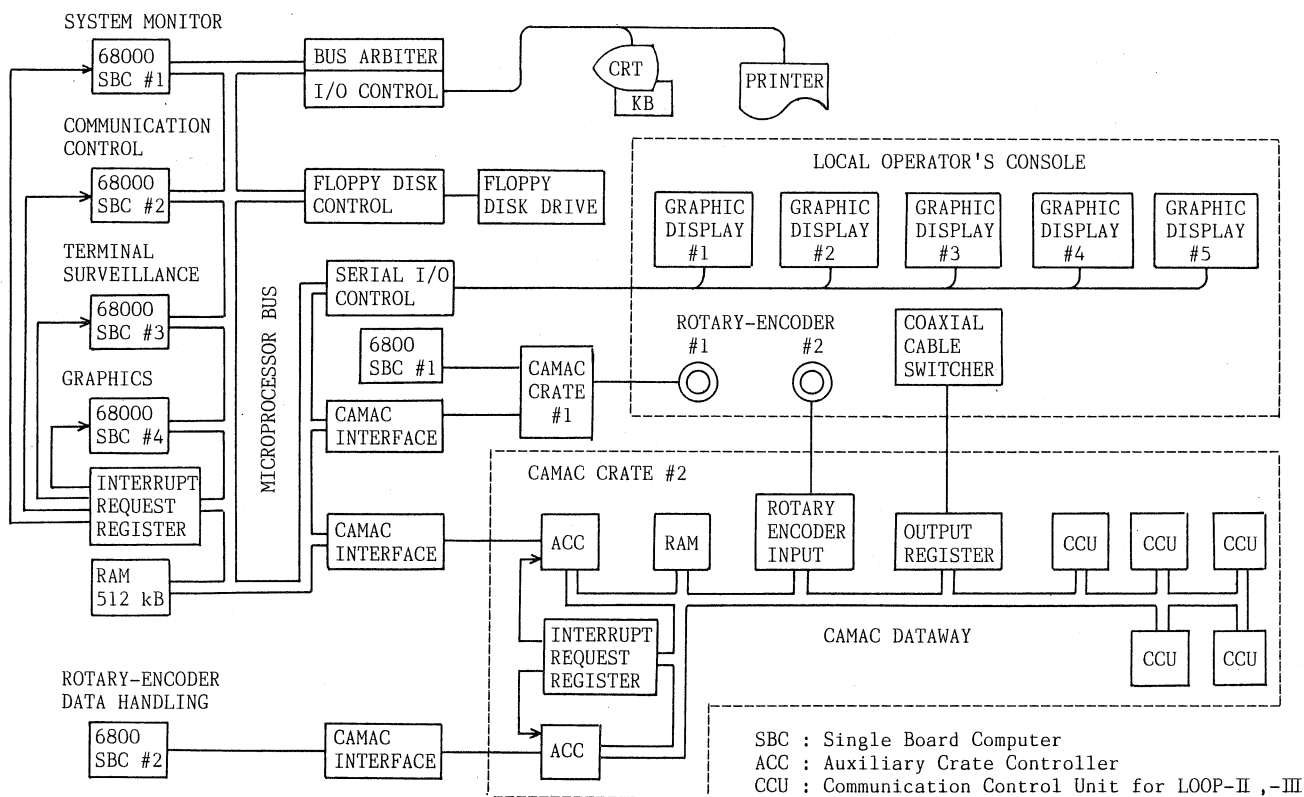 SYSTEM MONITOR
68000
SBC #1
BUS ARBITER
I/O CONTROL
CRT
KB
PRINTER
COMMUNICATION
CONTROL
68000
SBC #2
FLOPPY DISK
CONTROL
FLOPPY
DISK DRIVE
LOCAL OPERATOR'S CONSOLE
GRAPHIC
DISPLAY
#1
GRAPHIC
DISPLAY
#2
GRAPHIC
DISPLAY
#3
GRAPHIC
DISPLAY
#4
GRAPHIC
DISPLAY
#5
TERMINAL
SURVEILLANCE
68000
SBC #3
MICROPROCESSOR BUS
SERIAL I/O
CONTROL
6800
SBC #1
CAMAC
CRATE
#1
ROTARY-ENCODER
#1
#2
COAXIAL
CABLE
SWITCHER
GRAPHICS
68000
SBC #4
CAMAC
INTERFACE
INTERRUPT
REQUEST
REGISTER
CAMAC CRATE #2
CAMAC
INTERFACE
ACC
RAM
ROTARY
ENCODER
INPUT
OUTPUT
REGISTER
CCU
CCU
CCU
RAM
512 kB
INTERRUPT
REQUEST
REGISTER
CAMAC DATAWAY
CCU
CCU
ROTARY-ENCODER
DATA HANDLING
6800
SBC #2
CAMAC
INTERFACE
ACC
SBC : Single Board Computer
ACC : Auxiliary Crate Controller
CCU : Communication Control Unit for LOOP-II ,-III